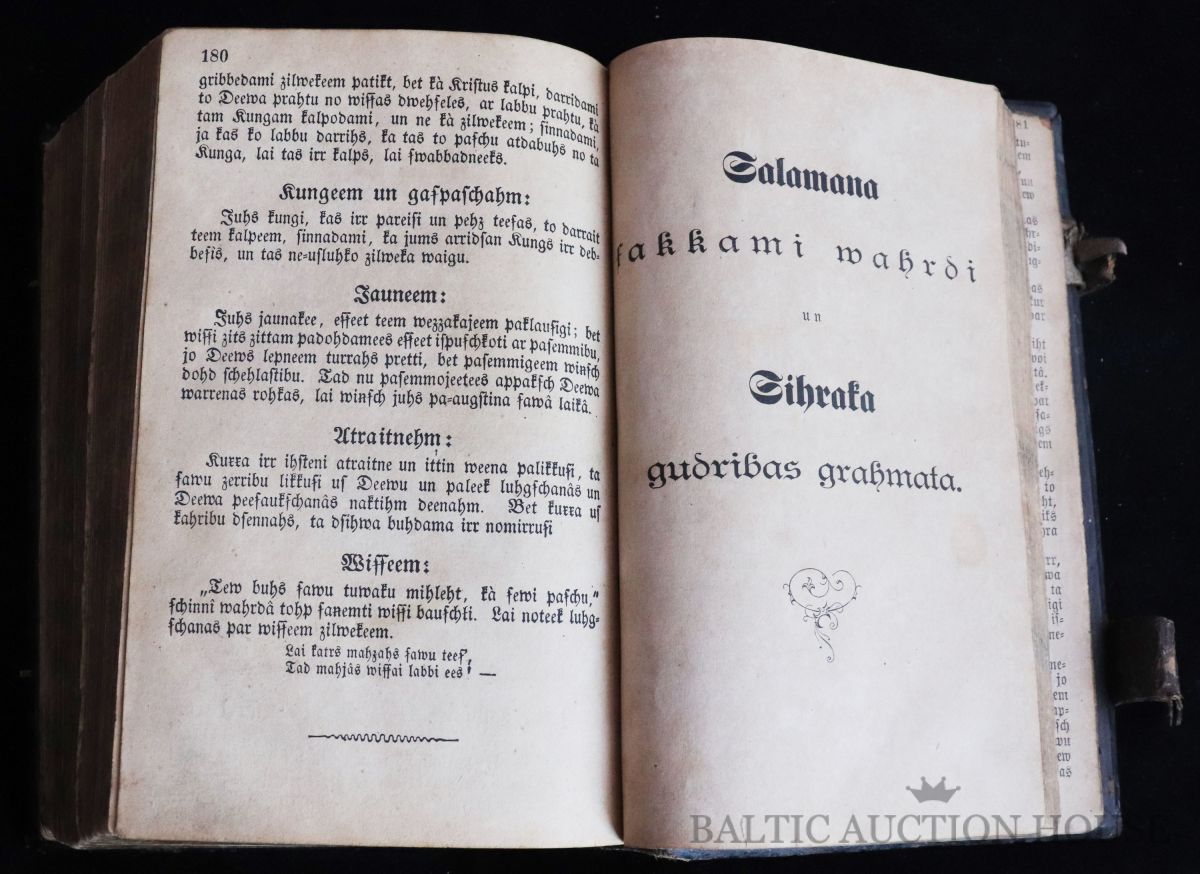 180
gribbedami zilwekeem patikt, bet kà Kristus kalpi, darridami
to Deewa prahtu no wissas dwehseles, ar labbu prahtu, kà
tam Kungam kalpodami, un ne kà zilwekeem; sinnadami,
ja kas ko labbu darrihs, ka tas to paschu atdabuhs no ta
Kunga, lai tas irr kalps, lai swabbadneeks.
Kungeem un gaspaschahm:
Juhs kungi, kas irr pareisi un pehz teesas, to darrait
teem kalpeem, sinnadami, ka jums arridsan Kungs irr deb-
besis, un tas ne-usluhko zilweka waigu.
Jauneem:
Juhs jaunakee, esseet teem wezzakajeem paklausigi; bet
wissi zits zittam padohdamees esseet ispuschkoti ar pasemmibu,
jo Deews lepneem turrahs pretti, bet pasemmigeem winsch
dohd schehlastibu. Tad nu pasemmojeetees appaksch Deewa
warrenas rohkas, lai winsch juhs pa-augstina sawâ laikâ.
Atraitnehm:
Kurra irr ihsteni atraitne un ittin weena palikkusi, ta
sawu zerribu likkusi us Deewu un paleek luhgschanâs un
Deewa peesaukschanâs naktihm deenahm. Bet kurra us
kahribu dsennahs, ta dsihwa buhdama irr nomirrusi
Wisseem:
„Tew buhs sawu tuwaku mihleht, kà sewi paschu,“
schinnî wahrdâ tohp saņemti wissi bauschli. Lai noteek luhg-
schanas par wisseem zilwekeem.
Lai katrs mahzahs sawu tees',
Tad mahjâs wissai labbi ees! —
Salamana
sakkami wahrdi
un
Sihraka
gudribas grahmata.
181
BALTIC AUCTION HOUSE